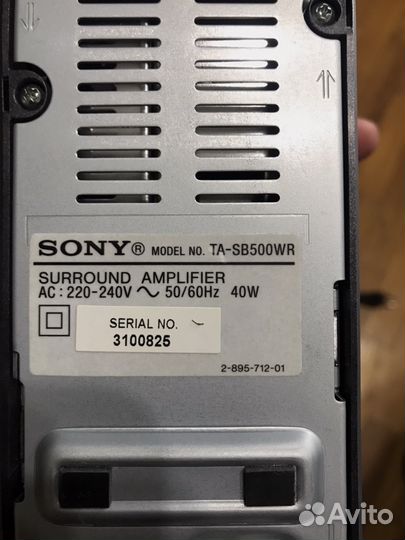 SONY® MODEL NO. TA-SB500WR
SURROUND AMPLIFIER
AC : 220-240V ~ 50/60Hz 40W
SERIAL NO.
3100825
2-895-712-01
Avito